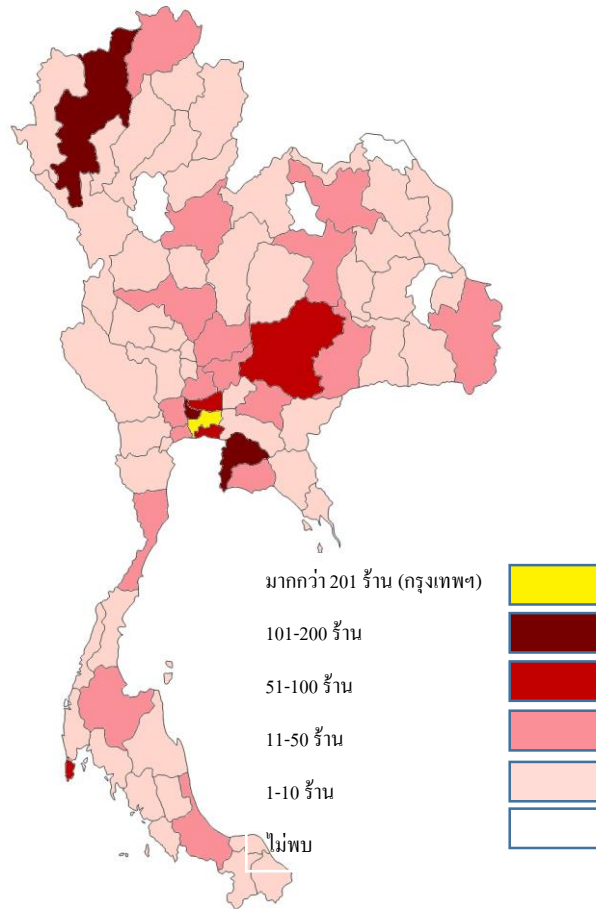 มากกว่า 201 ร้าน (กรุงเทพฯ)
101-200 ร้าน
51-100 ร้าน
11-50 ร้าน
1-10 ร้าน
ไม่พบ